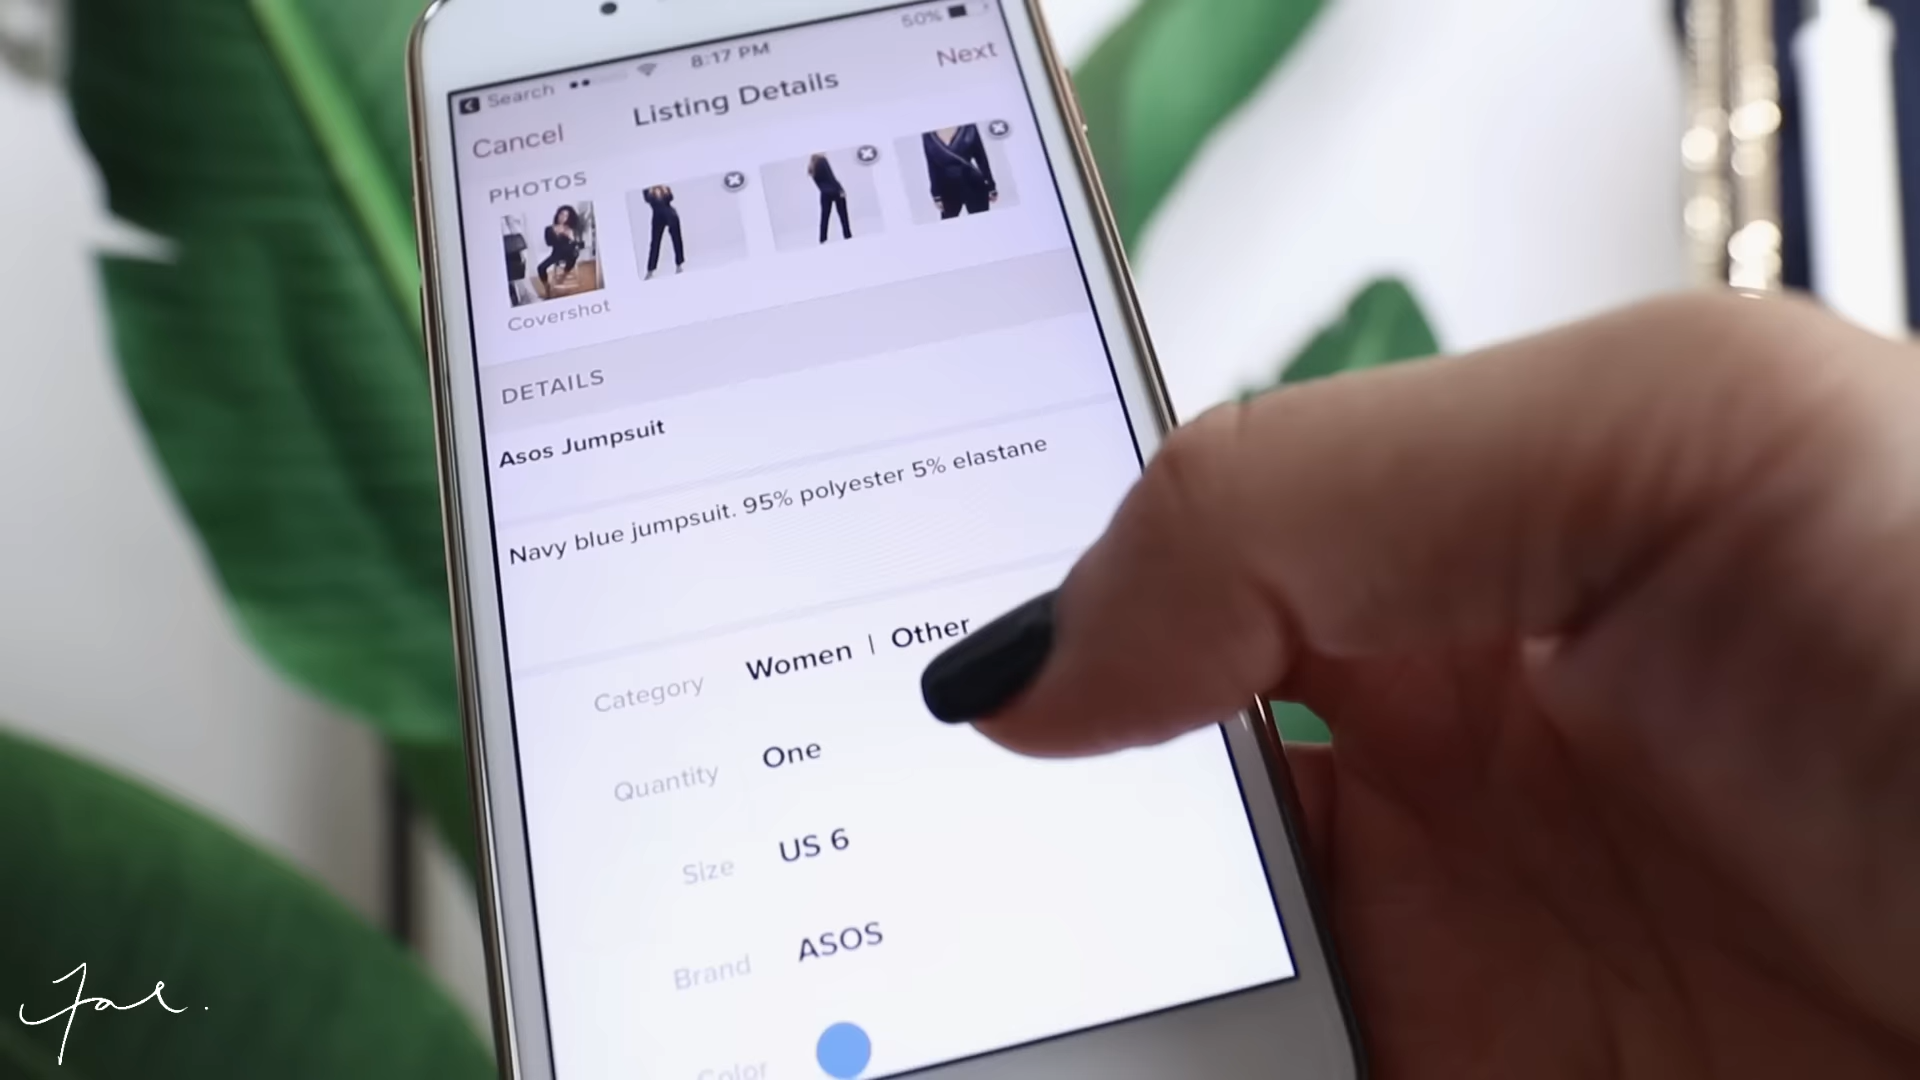 Search 8:17 PM 50%
Cancel Listing Details Next
PHOTOS
Covershot
DETAILS
Asos Jumpsuit
Navy blue jumpsuit. 95% polyester 5% elastane
Category Women | Other
Quantity One
Size US 6
Brand ASOS
Color